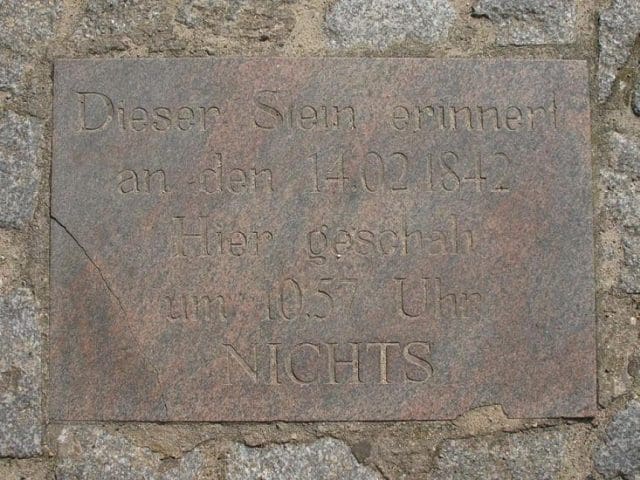 Dieser Stein erinnert
an den 14.02.1842
Hier geschah
um 10.57 Uhr
NICHTS